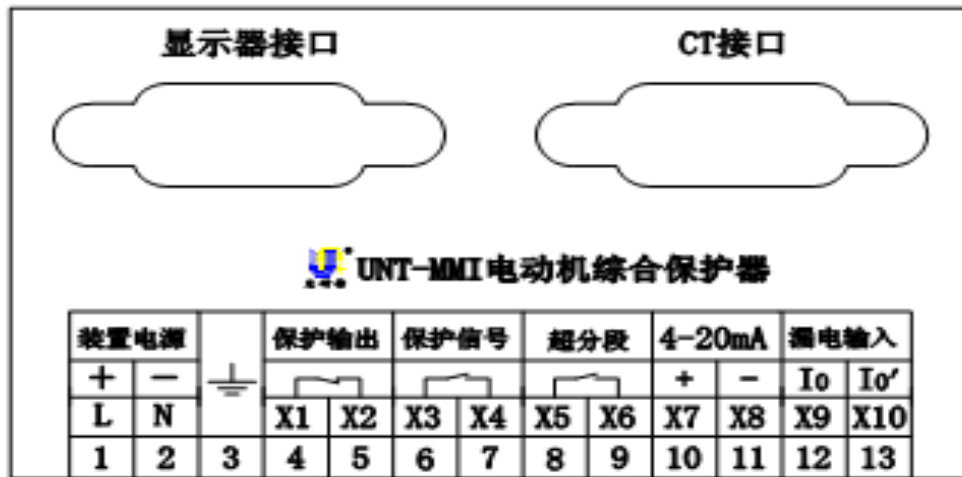 显示器接口 CT接口
UNT-MMI电动机综合保护器
装置电源 保护输出 保护信号 超分段 4-20mA 漏电输入
+ - + - I₀ I₀′
L N X1 X2 X3 X4 X5 X6 X7 X8 X9 X10
1 2 3 4 5 6 7 8 9 10 11 12 13